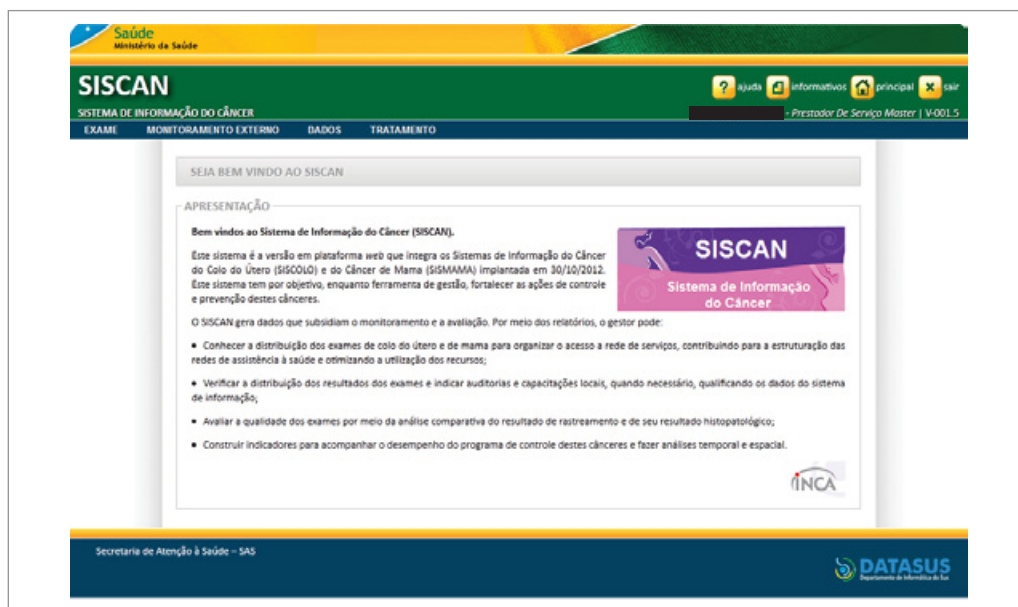 Saúde
Ministério da Saúde
SISCAN
ajuda informativos principal sair
SISTEMA DE INFORMAÇÃO DO CÂNCER
- Prestador De Serviço Master | V-001.5
EXAME MONITORAMENTO EXTERNO DADOS TRATAMENTO
SEJA BEM VINDO AO SISCAN
APRESENTAÇÃO
Bem vindos ao Sistema de Informação do Câncer (SISCAN).
Este sistema é a versão em plataforma web que integra os Sistemas de Informação do Câncer
do Colo do Útero (SISCOLO) e do Câncer de Mama (SISMAMA) implantada em 30/10/2012.
Este sistema tem por objetivo, enquanto ferramenta de gestão, fortalecer as ações de controle
e prevenção destes cânceres.
SISCAN
Sistema de Informação
do Câncer
O SISCAN gera dados que subsidiam o monitoramento e a avaliação. Por meio dos relatórios, o gestor pode:
• Conhecer a distribuição dos exames de colo do útero e de mama para organizar o acesso a rede de serviços, contribuindo para a estruturação das
redes de assistência à saúde e otimizando a utilização dos recursos;
• Verificar a distribuição dos resultados dos exames e indicar auditorias e capacitações locais, quando necessário, qualificando os dados do sistema
de informação;
• Avaliar a qualidade dos exames por meio da análise comparativa do resultado de rastreamento e de seu resultado histopatológico;
• Construir indicadores para acompanhar o desempenho do programa de controle destes cânceres e fazer análises temporal e espacial.
INCA
Secretaria de Atenção à Saúde – SAS
DATASUS
Departamento de Informática do Sus